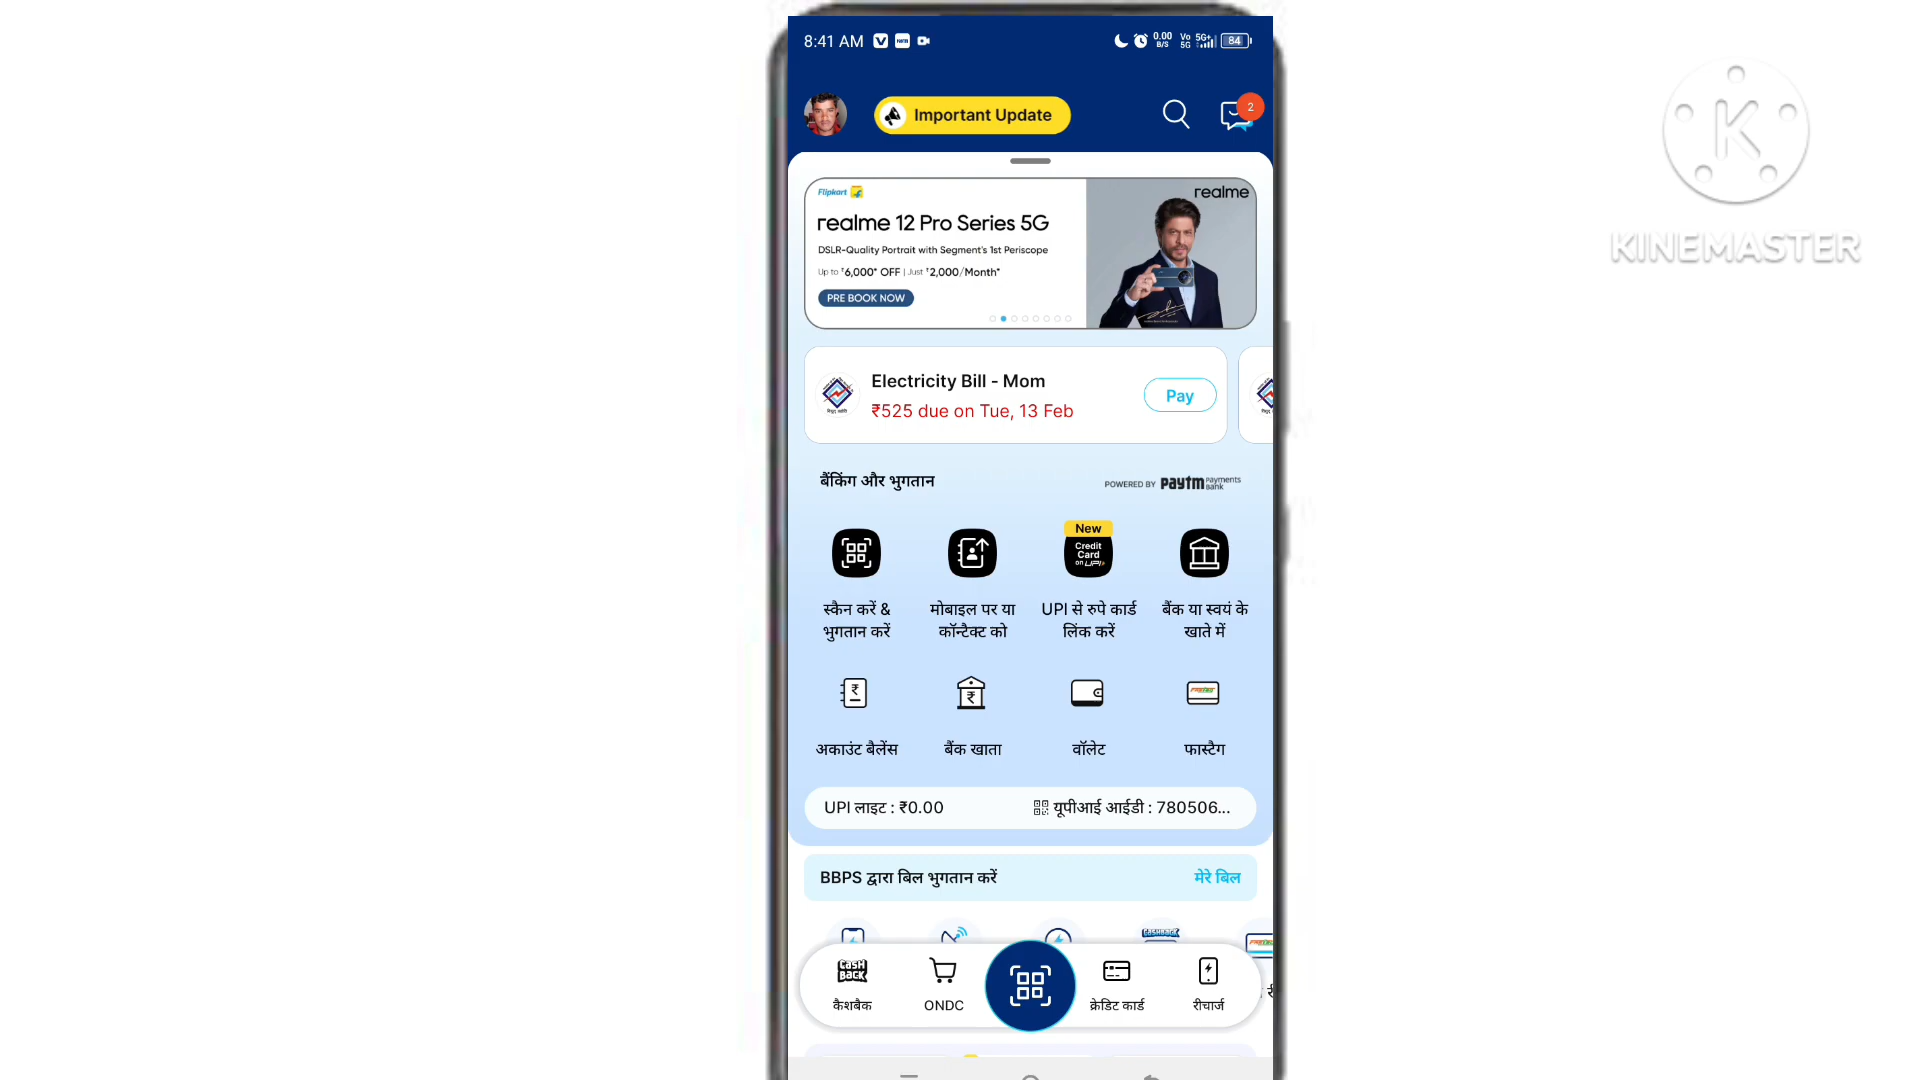 8:41 AM
0.00 B/S
Vo 5G
5G+
84
Important Update
2
Flipkart
realme
realme 12 Pro Series 5G
DSLR-Quality Portrait with Segment's 1st Periscope
Up to ₹6,000* OFF | Just ₹2,000/Month*
PRE BOOK NOW
Electricity Bill - Mom
₹525 due on Tue, 13 Feb
Pay
बैंकिंग और भुगतान
POWERED BY paytm payments Bank
New
Credit Card on UPI
स्कैन करें &
भुगतान करें
मोबाइल पर या
कॉन्टैक्ट को
UPI से रुपे कार्ड
लिंक करें
बैंक या स्वयं के
खाते में
अकाउंट बैलेंस
बैंक खाता
वॉलेट
फास्टैग
UPI लाइट : ₹0.00
यूपीआई आईडी : 780506...
BBPS द्वारा बिल भुगतान करें
मेरे बिल
CASHBACK
CASH BACK
कैशबैक
ONDC
क्रेडिट कार्ड
रीचार्ज
K
KINEMASTER